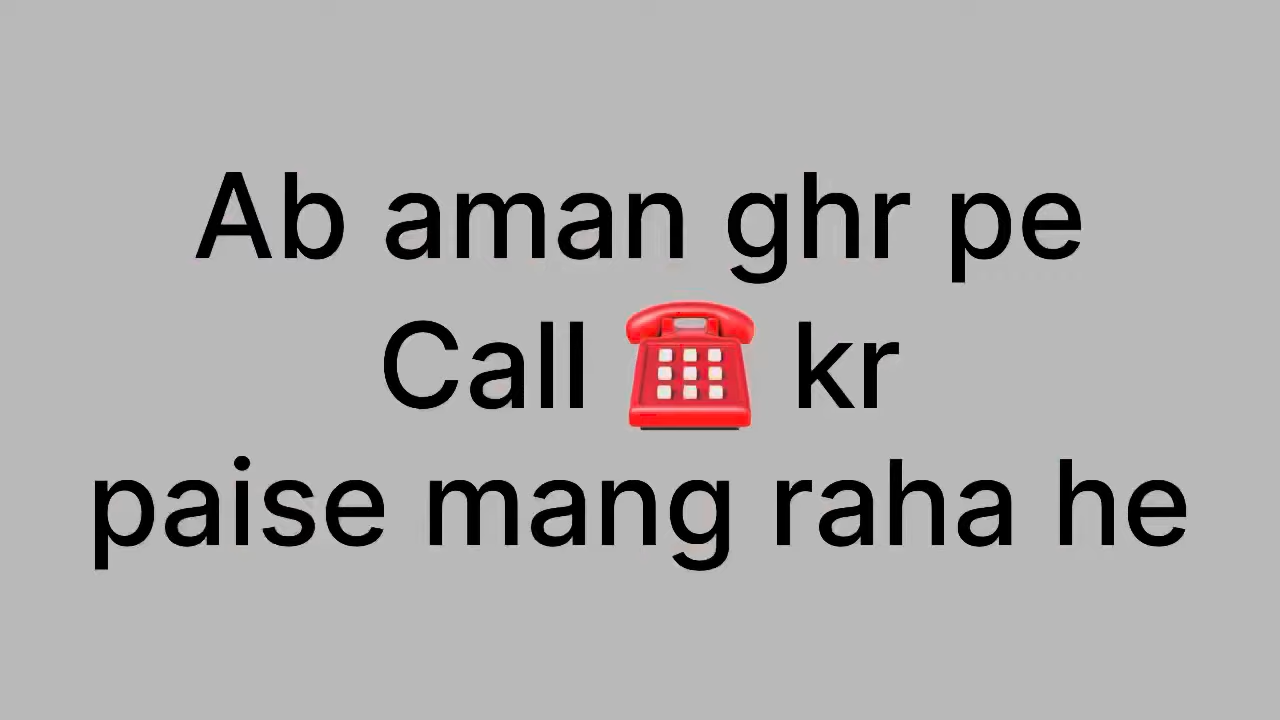 Ab aman ghr pe
Call ☎️ kr
paise mang raha he